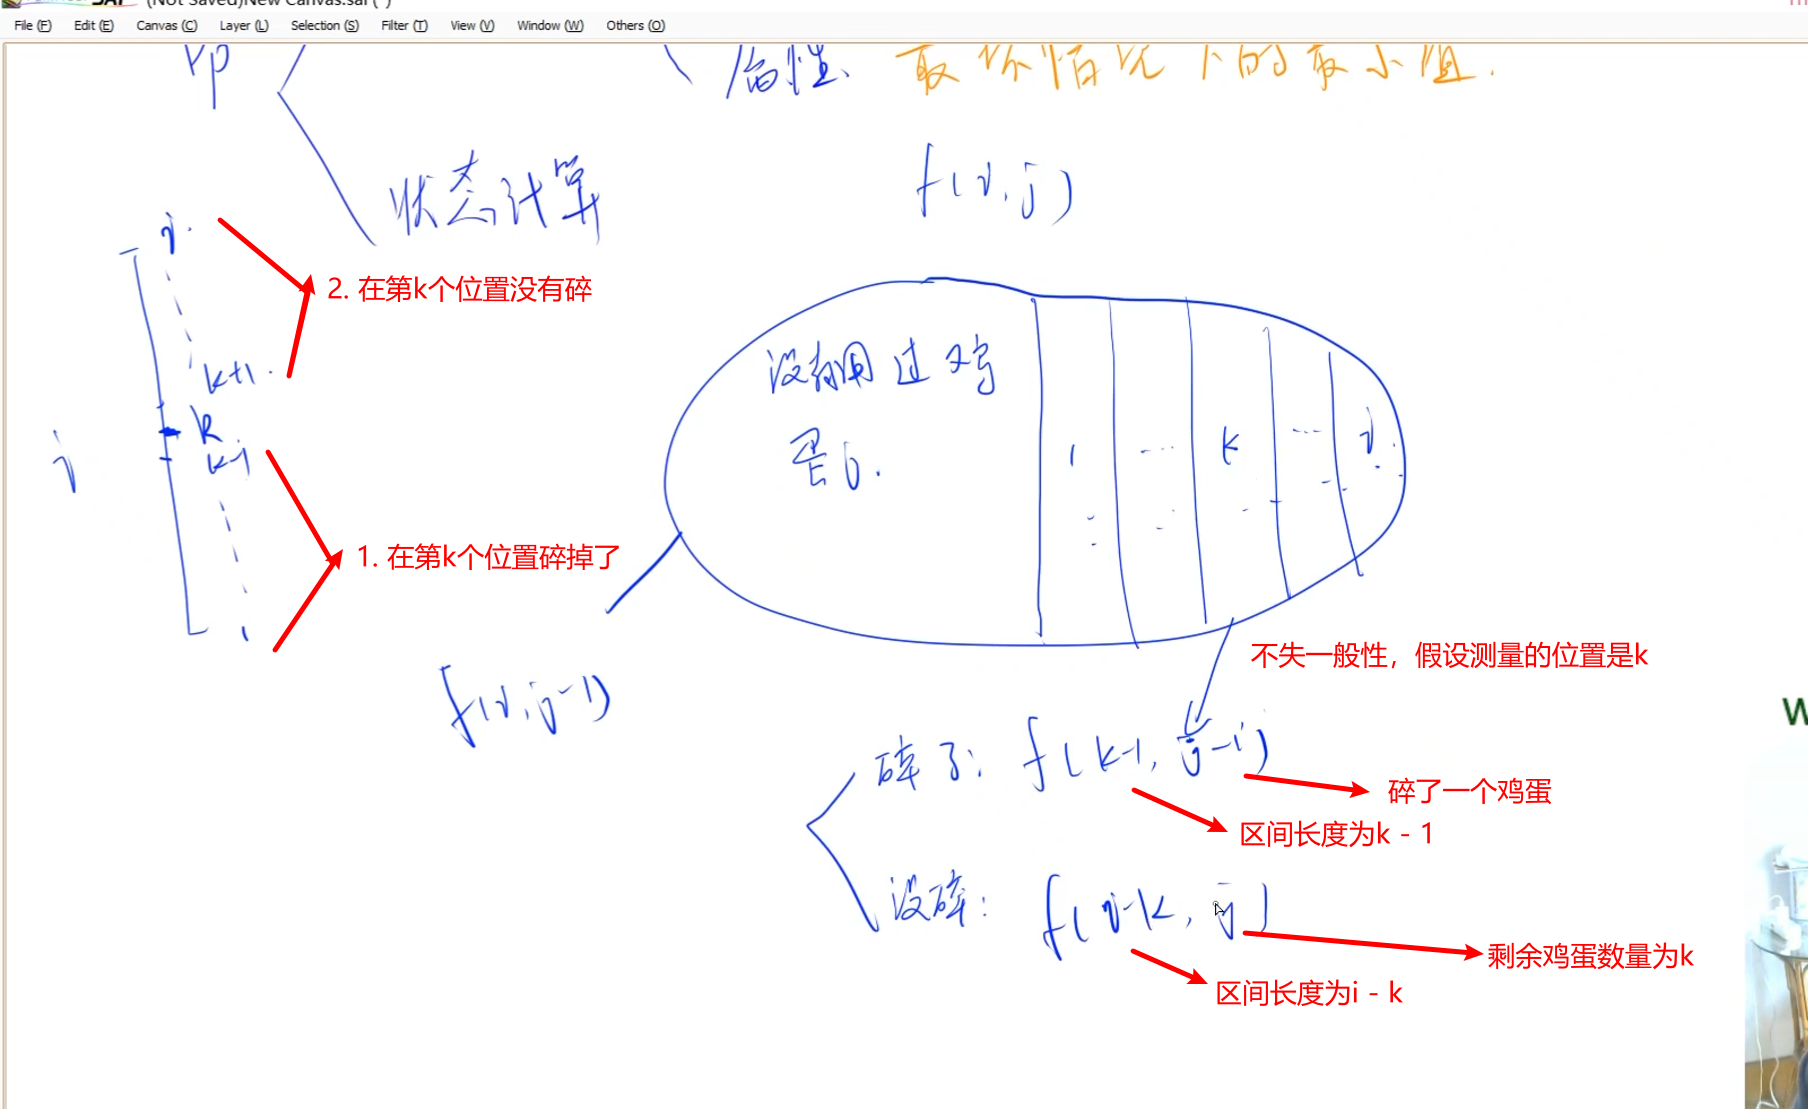 (Not Saved)New Canvas.sai (*)
File (F) Edit (E) Canvas (C) Layer (L) Selection (S) Filter (T) View (V) Window (W) Others (O)
属性、最坏情况下的最小值.
状态计算
f(i, j)
i
2. 在第k个位置没有碎
k+1
k
k-1
1
没有用过鸡
蛋j.
1 ... k ... i
1. 在第k个位置碎掉了
f(i, j-1)
不失一般性，假设测量的位置是k
碎了: f(k-1, j-1)
碎了一个鸡蛋
区间长度为k - 1
没碎: f(i-k, j)
剩余鸡蛋数量为k
区间长度为i - k